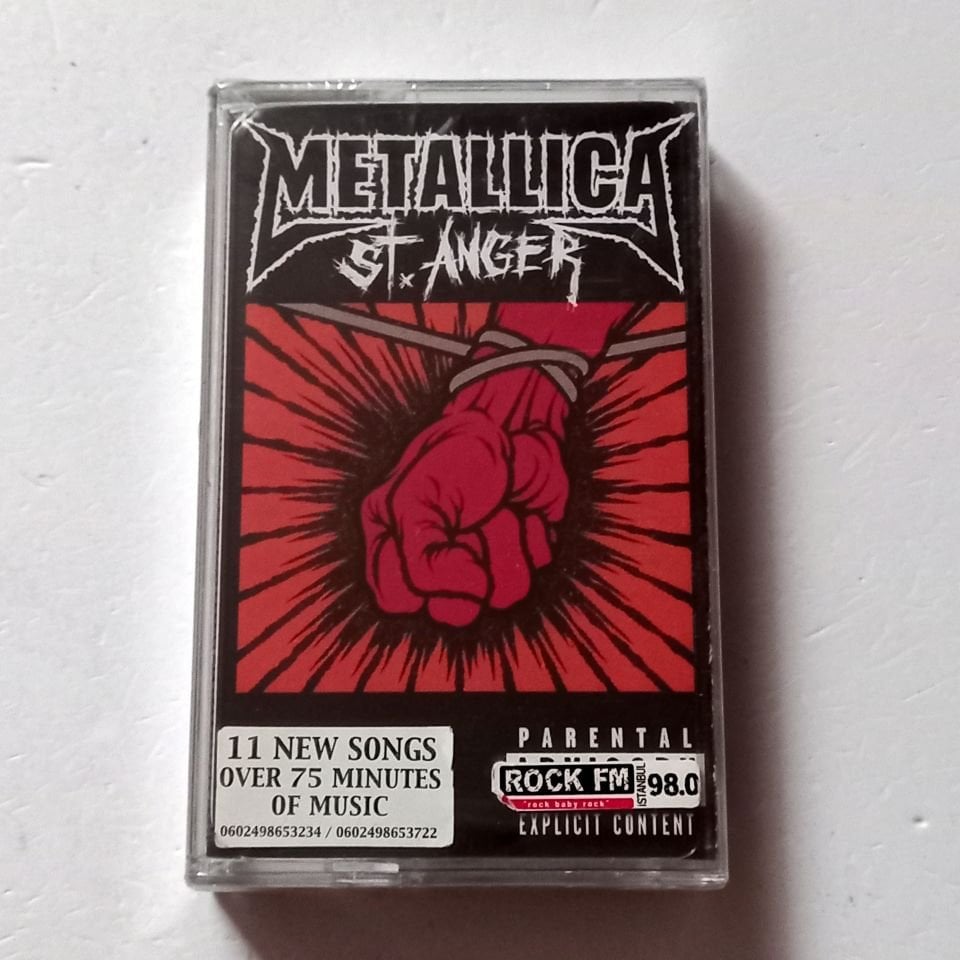 METALLICA
ST. ANGER
11 NEW SONGS
OVER 75 MINUTES
OF MUSIC
0602498653234 / 0602498653722
PARENTAL
ROCK FM
ISTANBUL
98.0
"rock baby rock"
EXPLICIT CONTENT